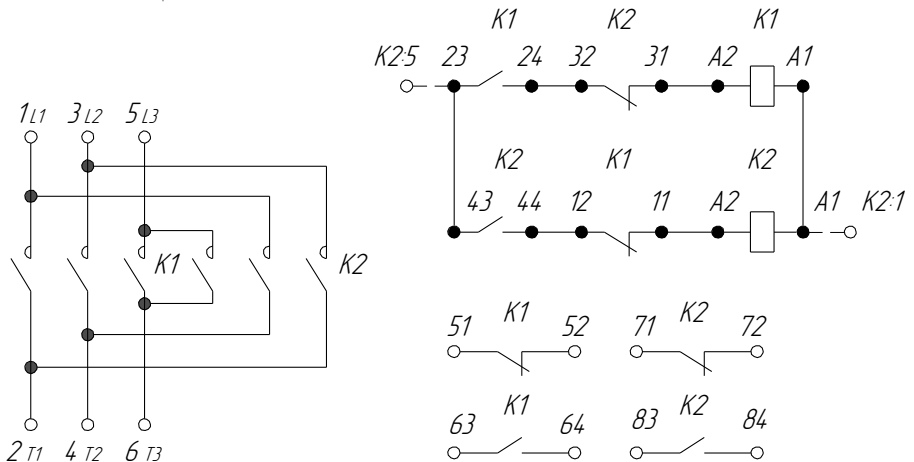 K1 K2 K1
K2:5 23 24 32 31 A2 A1
1 L1 3 L2 5 L3
K2 K1 K2
43 44 12 11 A2 A1 K2:1
K1 K2
K1 K2
51 52 71 72
K1 K2
63 64 83 84
2 T1 4 T2 6 T3